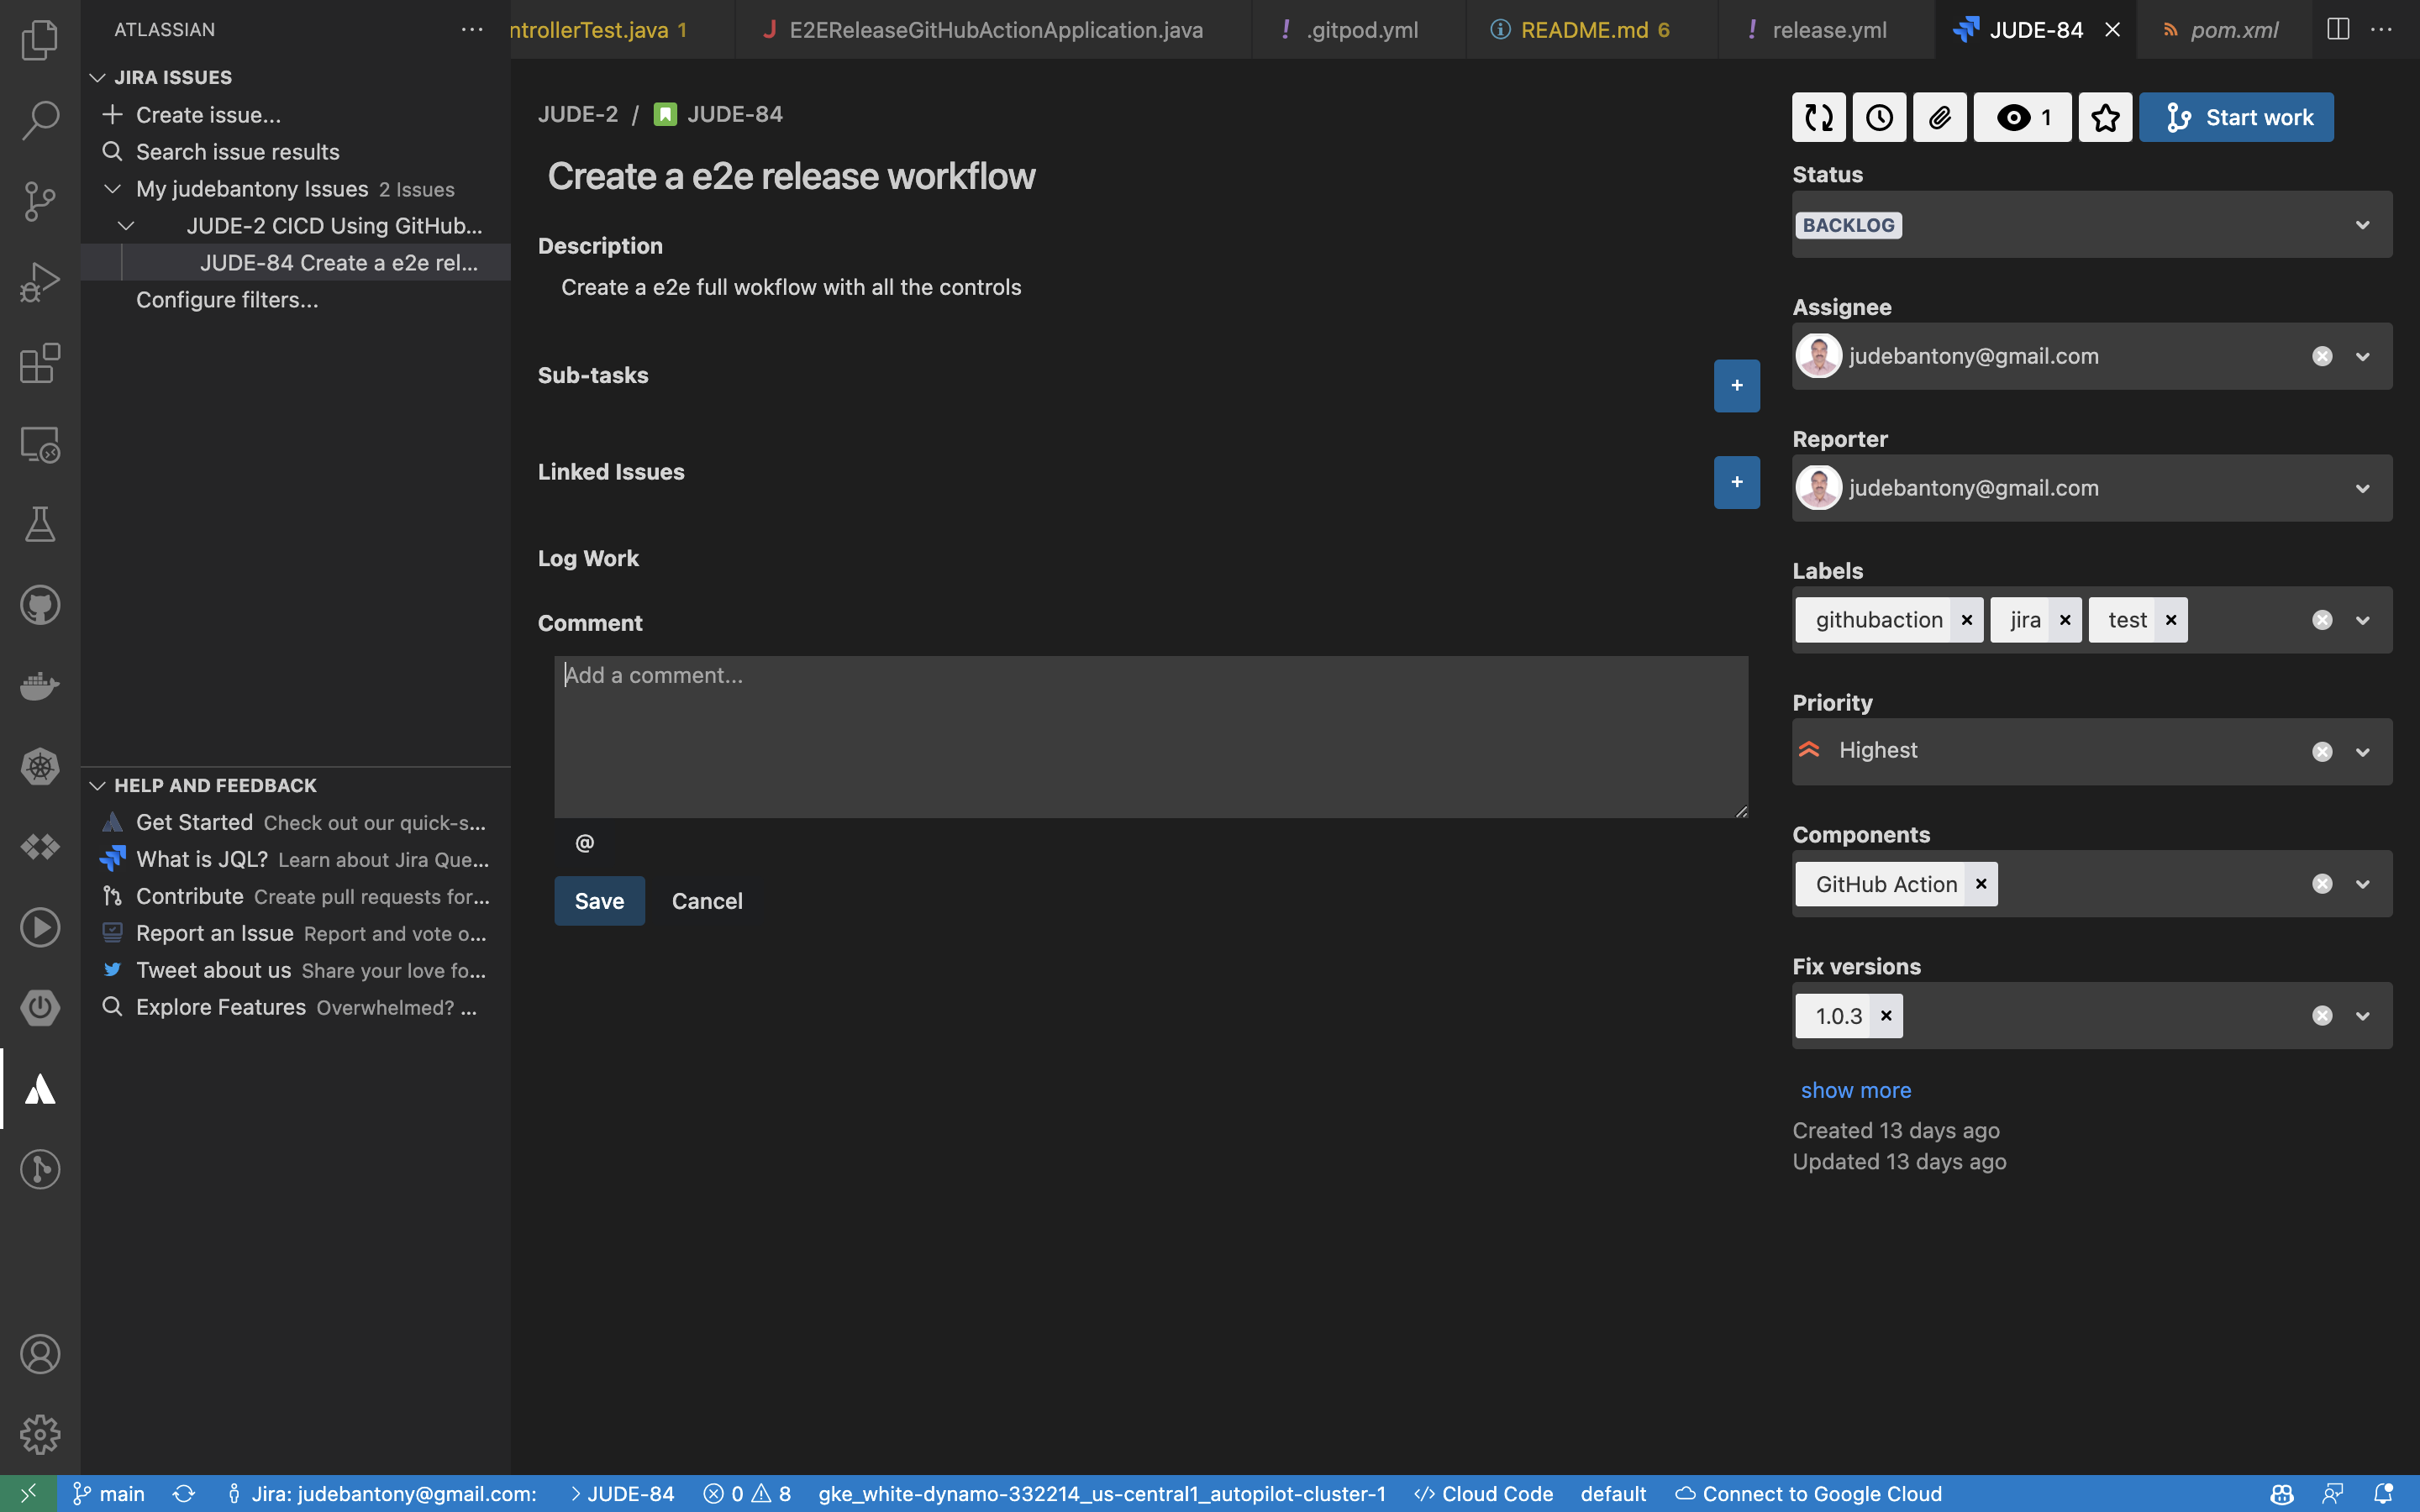 ATLASSIAN
JIRA ISSUES
Create issue...
Search issue results
My judebantony Issues 2 Issues
JUDE-2 CICD Using GitHub...
JUDE-84 Create a e2e rel...
Configure filters...
HELP AND FEEDBACK
Get Started Check out our quick-s...
What is JQL? Learn about Jira Que...
Contribute Create pull requests for...
Report an Issue Report and vote o...
Tweet about us Share your love fo...
Explore Features Overwhelmed? ...
ntrollerTest.java 1
J E2EReleaseGitHubActionApplication.java
! .gitpod.yml
README.md 6
! release.yml
JUDE-84
pom.xml
JUDE-2 / JUDE-84
Create a e2e release workflow
Description
Create a e2e full wokflow with all the controls
Sub-tasks
+
Linked Issues
+
Log Work
Comment
Add a comment...
@
Save Cancel
1
Start work
Status
BACKLOG
Assignee
judebantony@gmail.com
Reporter
judebantony@gmail.com
Labels
githubaction jira test
Priority
Highest
Components
GitHub Action
Fix versions
1.0.3
show more
Created 13 days ago
Updated 13 days ago
main Jira: judebantony@gmail.com: > JUDE-84 0 8 gke_white-dynamo-332214_us-central1_autopilot-cluster-1 </> Cloud Code default Connect to Google Cloud